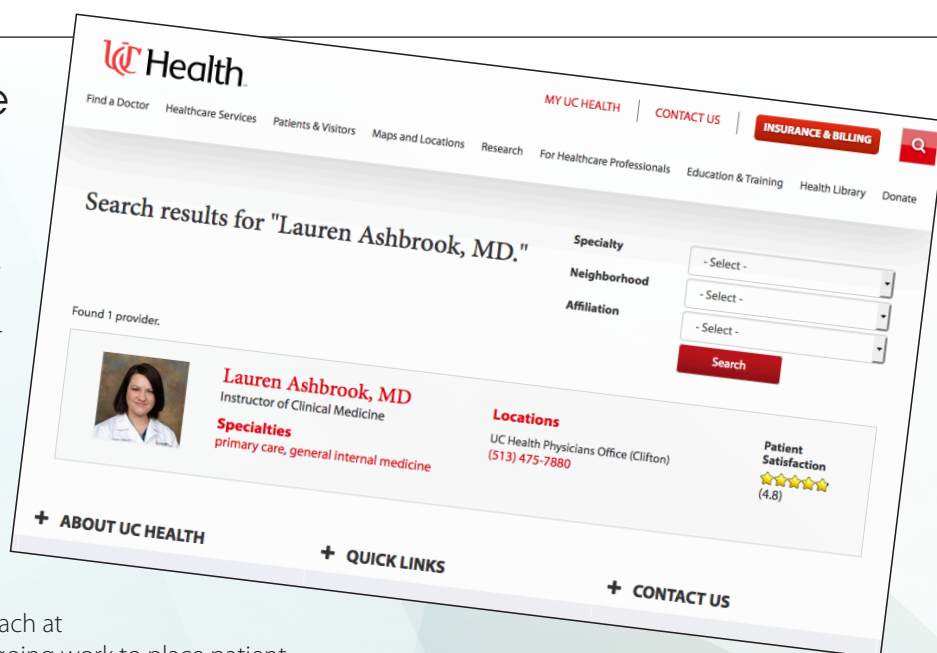 UC Health
MY UC HEALTH
CONTACT US
INSURANCE & BILLING
Find a Doctor
Healthcare Services
Patients & Visitors
Maps and Locations
Research
For Healthcare Professionals
Education & Training
Health Library
Donate
Search results for "Lauren Ashbrook, MD."
Specialty
- Select -
Neighborhood
- Select -
Affiliation
- Select -
Search
Found 1 provider.
Lauren Ashbrook, MD
Instructor of Clinical Medicine
Specialties
primary care, general internal medicine
Locations
UC Health Physicians Office (Clifton)
(513) 475-7880
Patient
Satisfaction
(4.8)
+ ABOUT UC HEALTH
+ QUICK LINKS
+ CONTACT US
at
work to place patient